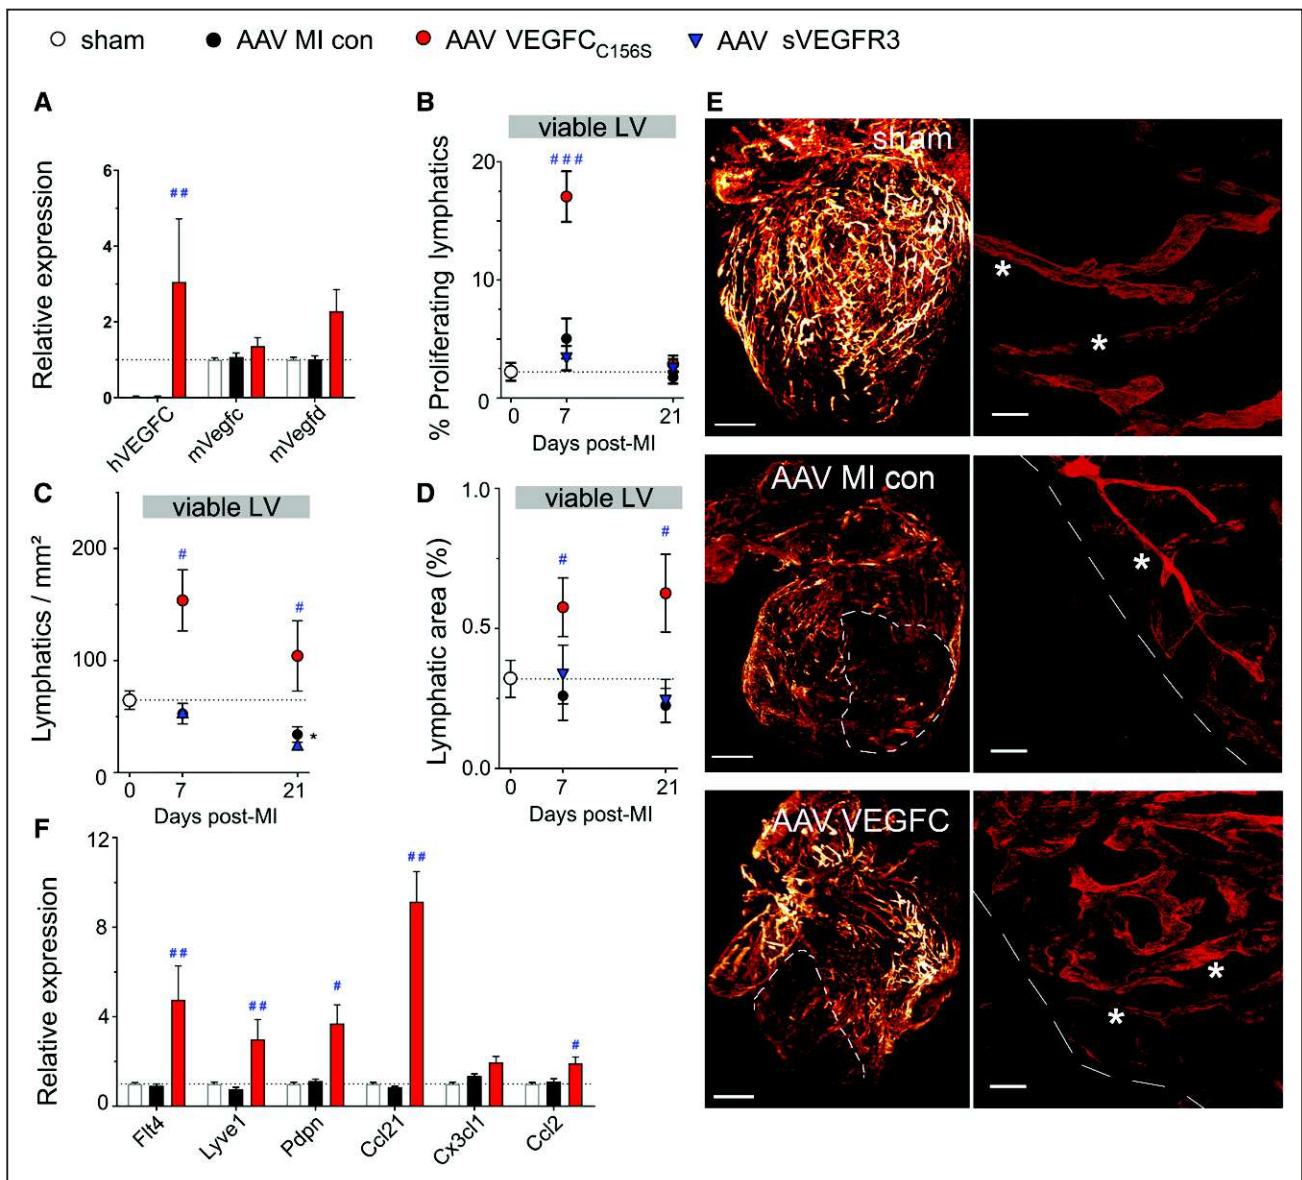 sham AAV MI con AAV VEGFC C156S AAV sVEGFR3
A
Relative expression
6
4
2
0
##
hVEGFC mVegfc mVegfd
B
viable LV
% Proliferating lymphatics
20
10
0
###
0 7 21
Days post-MI
C
viable LV
Lymphatics / mm²
200
100
0
#
#
*
0 7 21
Days post-MI
D
viable LV
Lymphatic area (%)
1.0
0.5
0.0
#
#
0 7 21
Days post-MI
E
sham
*
*
AAV MI con
*
AAV VEGFC
*
*
F
Relative expression
12
8
4
0
##
##
#
##
#
Flt4 Lyve1 Pdpn Ccl21 Cx3cl1 Ccl2